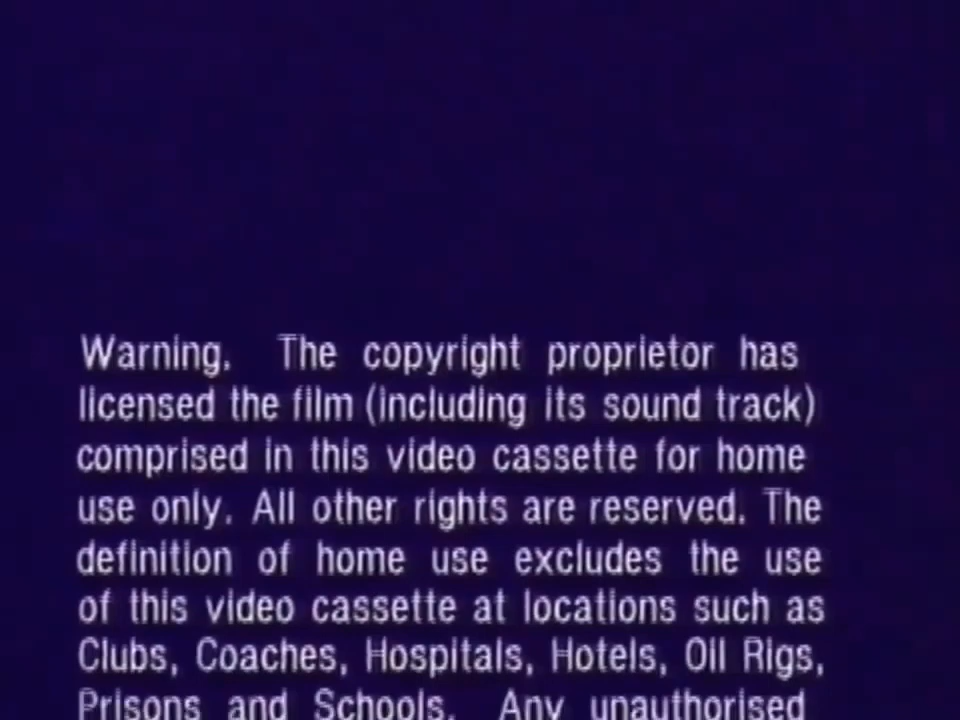 Warning. The copyright proprietor has
licensed the film (including its sound track)
comprised in this video cassette for home
use only. All other rights are reserved. The
definition of home use excludes the use
of this video cassette at locations such as
Clubs, Coaches, Hospitals, Hotels, Oil Rigs,
Prisons and Schools. Any unauthorised